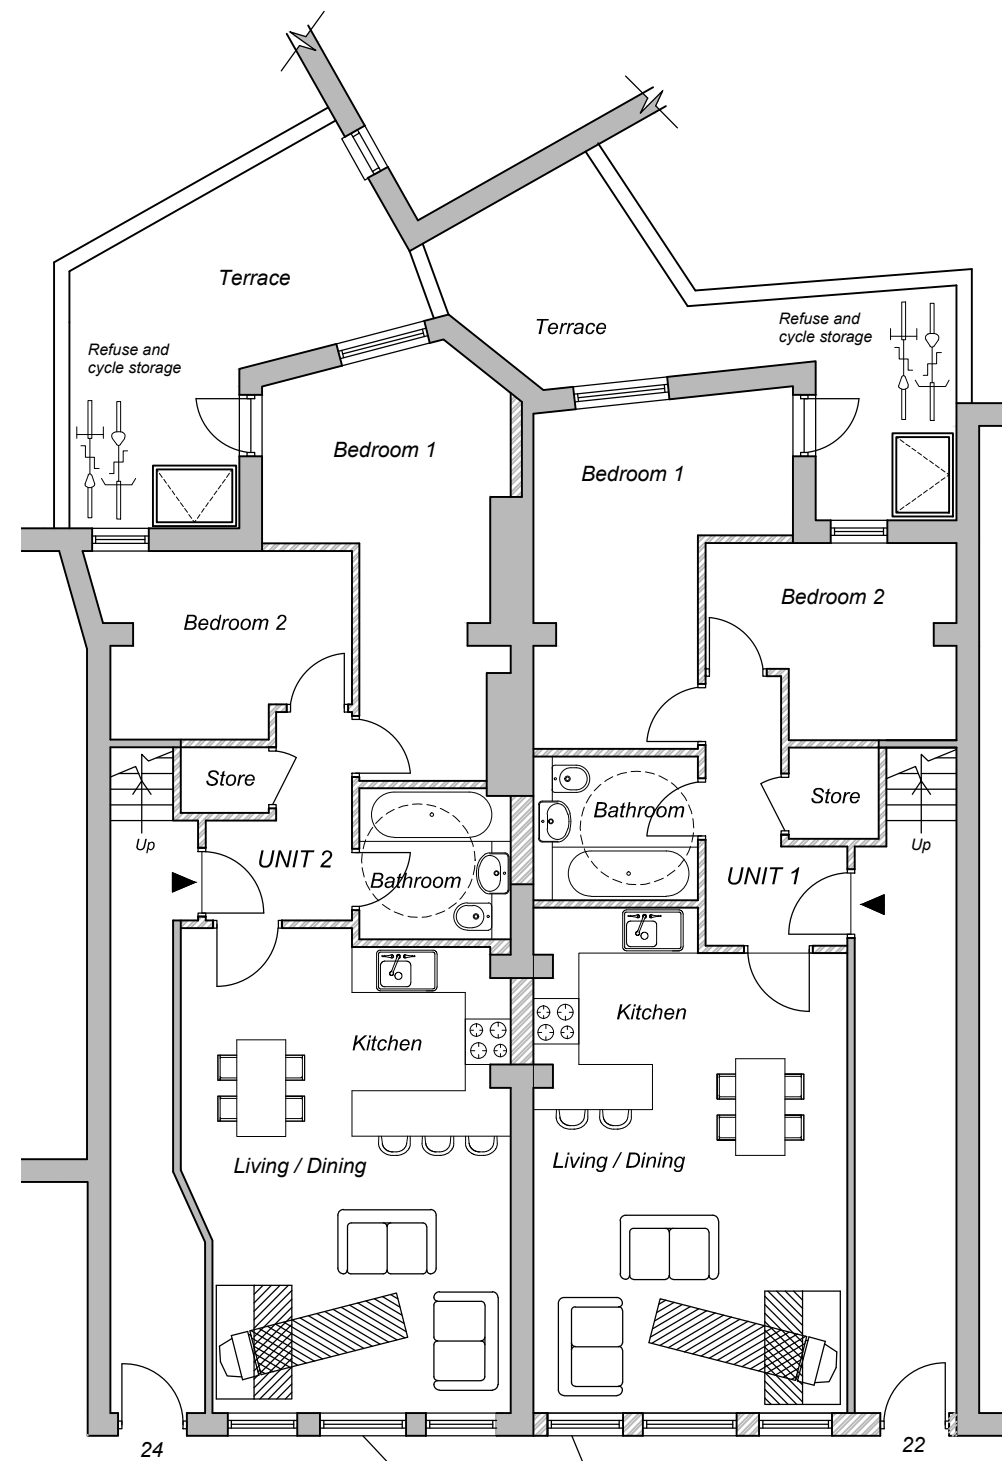 Terrace
Terrace
Refuse and
cycle storage
Refuse and
cycle storage
Bedroom 1
Bedroom 1
Bedroom 2
Bedroom 2
Store
Bathroom
Store
Up
Up
UNIT 2
Bathroom
UNIT 1
Kitchen
Kitchen
Living / Dining
Living / Dining
24
22